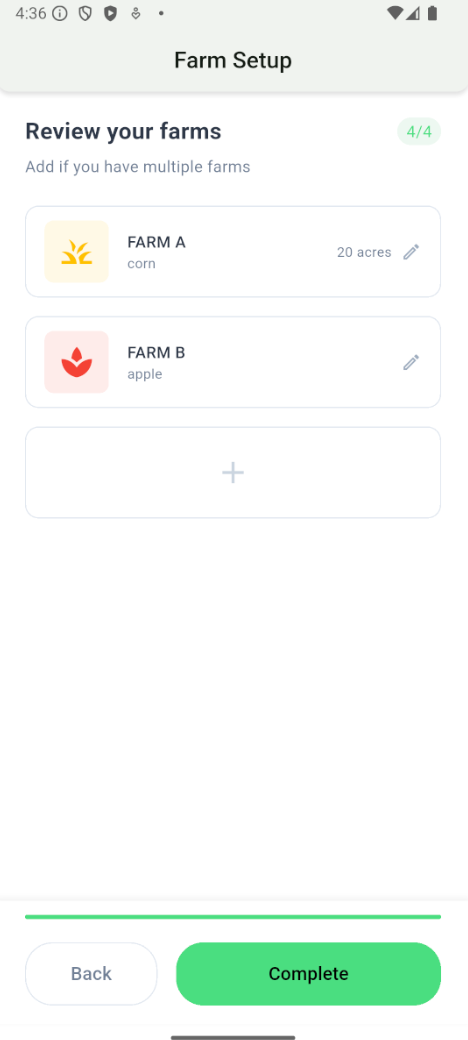 4:36
Farm Setup
Review your farms
4/4
Add if you have multiple farms
FARM A
corn
20 acres
FARM B
apple
Back
Complete